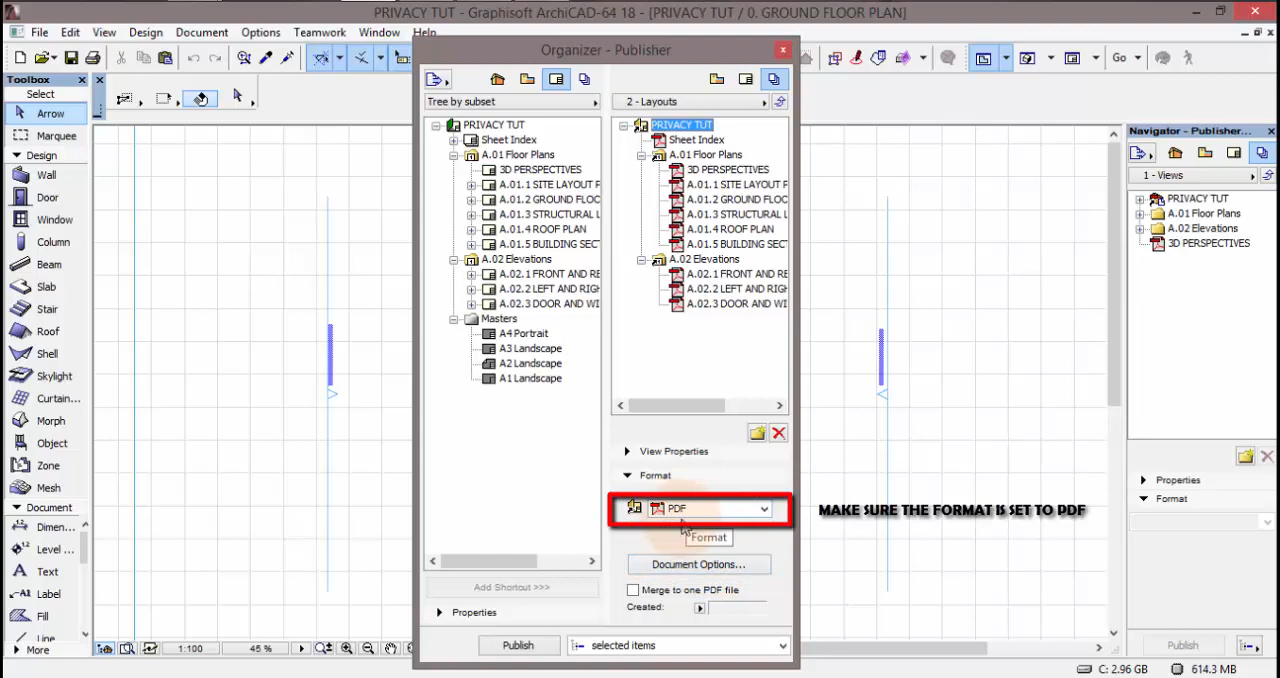 PRIVACY TUT - Graphisoft ArchiCAD-64 18 - [PRIVACY TUT / 0. GROUND FLOOR PLAN]
File Edit View Design Document Options Teamwork Window Help
Organizer - Publisher
Go
Toolbox
Select
Arrow
Marquee
Design
Wall
Door
Window
Column
Beam
Slab
Stair
Roof
Shell
Skylight
Curtain...
Morph
Object
Zone
Mesh
Document
Dimen...
Level ...
Text
Label
Fill
Line
More
Tree by subset
PRIVACY TUT
Sheet Index
A.01 Floor Plans
3D PERSPECTIVES
A.01.1 SITE LAYOUT P
A.01.2 GROUND FLOO
A.01.3 STRUCTURAL L
A.01.4 ROOF PLAN
A.01.5 BUILDING SECT
A.02 Elevations
A.02.1 FRONT AND RE
A.02.2 LEFT AND RIGH
A.02.3 DOOR AND WI
Masters
A4 Portrait
A3 Landscape
A2 Landscape
A1 Landscape
Add Shortcut >>>
Properties
2 - Layouts
PRIVACY TUT
Sheet Index
A.01 Floor Plans
3D PERSPECTIVES
A.01.1 SITE LAYOUT P
A.01.2 GROUND FLOO
A.01.3 STRUCTURAL L
A.01.4 ROOF PLAN
A.01.5 BUILDING SECT
A.02 Elevations
A.02.1 FRONT AND RE
A.02.2 LEFT AND RIGH
A.02.3 DOOR AND WI
View Properties
Format
PDF
Format
Document Options...
Merge to one PDF file
Created:
Publish
selected items
MAKE SURE THE FORMAT IS SET TO PDF
Navigator - Publisher...
1 - Views
PRIVACY TUT
A.01 Floor Plans
A.02 Elevations
3D PERSPECTIVES
Properties
Format
Publish
1:100
45 %
C: 2.96 GB
614.3 MB